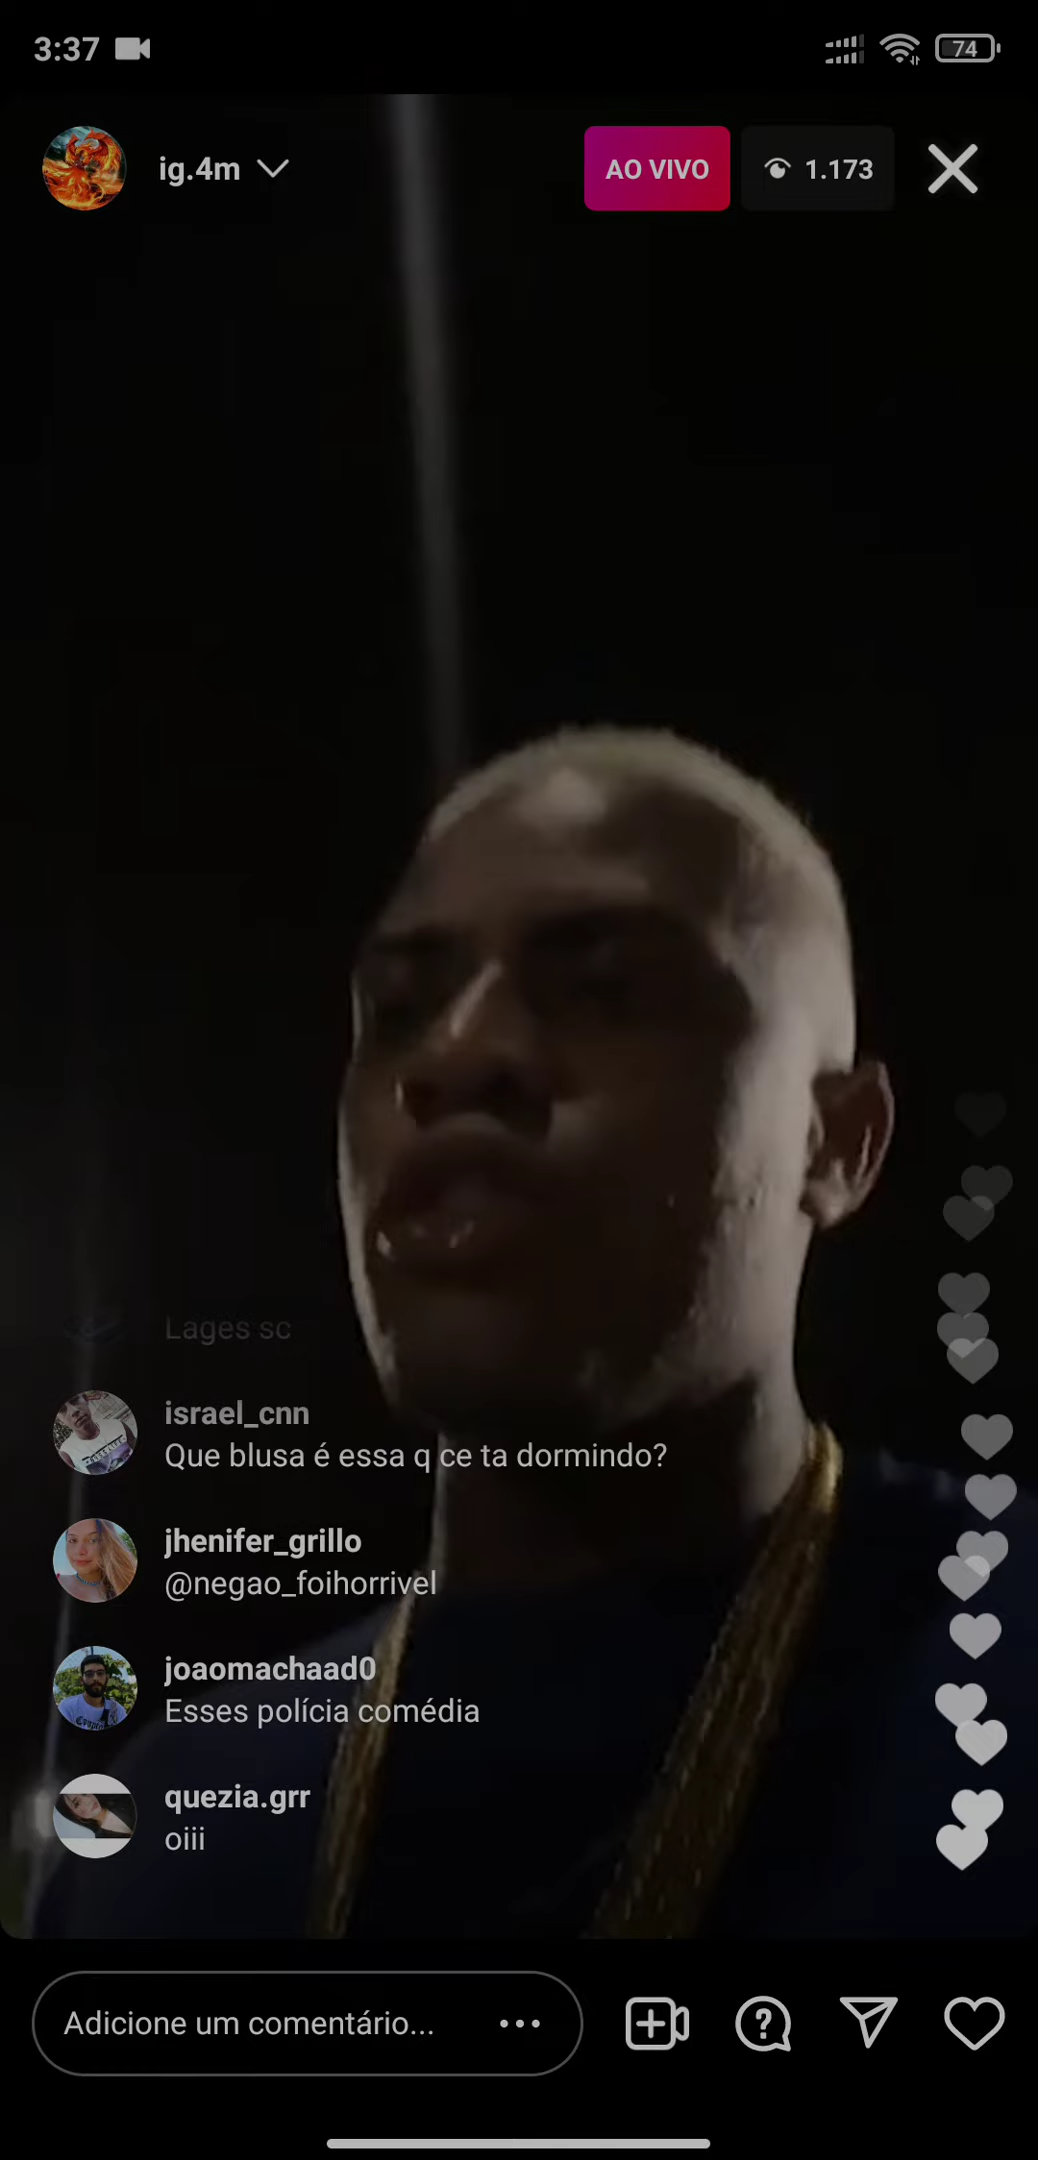 3:37
74
ig.4m
AO VIVO
1.173
Lages sc
israel_cnn
Que blusa é essa q ce ta dormindo?
jhenifer_grillo
@negao_foihorrivel
joaomachaad0
Esses polícia comédia
quezia.grr
oiii
Adicione um comentário...